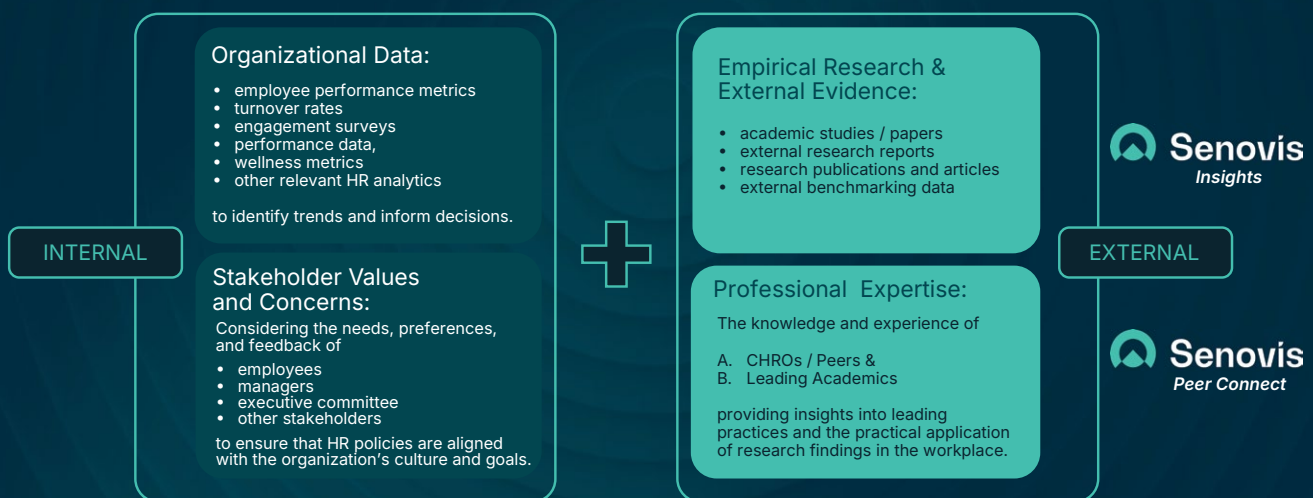 INTERNAL
Organizational Data:
• employee performance metrics
• turnover rates
• engagement surveys
• performance data,
• wellness metrics
• other relevant HR analytics
to identify trends and inform decisions.
Stakeholder Values
and Concerns:
Considering the needs, preferences,
and feedback of
• employees
• managers
• executive committee
• other stakeholders
to ensure that HR policies are aligned
with the organization’s culture and goals.
Empirical Research &
External Evidence:
• academic studies / papers
• external research reports
• research publications and articles
• external benchmarking data
Professional Expertise:
The knowledge and experience of
A. CHROs / Peers &
B. Leading Academics
providing insights into leading
practices and the practical application
of research findings in the workplace.
EXTERNAL
Senovis
Insights
Senovis
Peer Connect